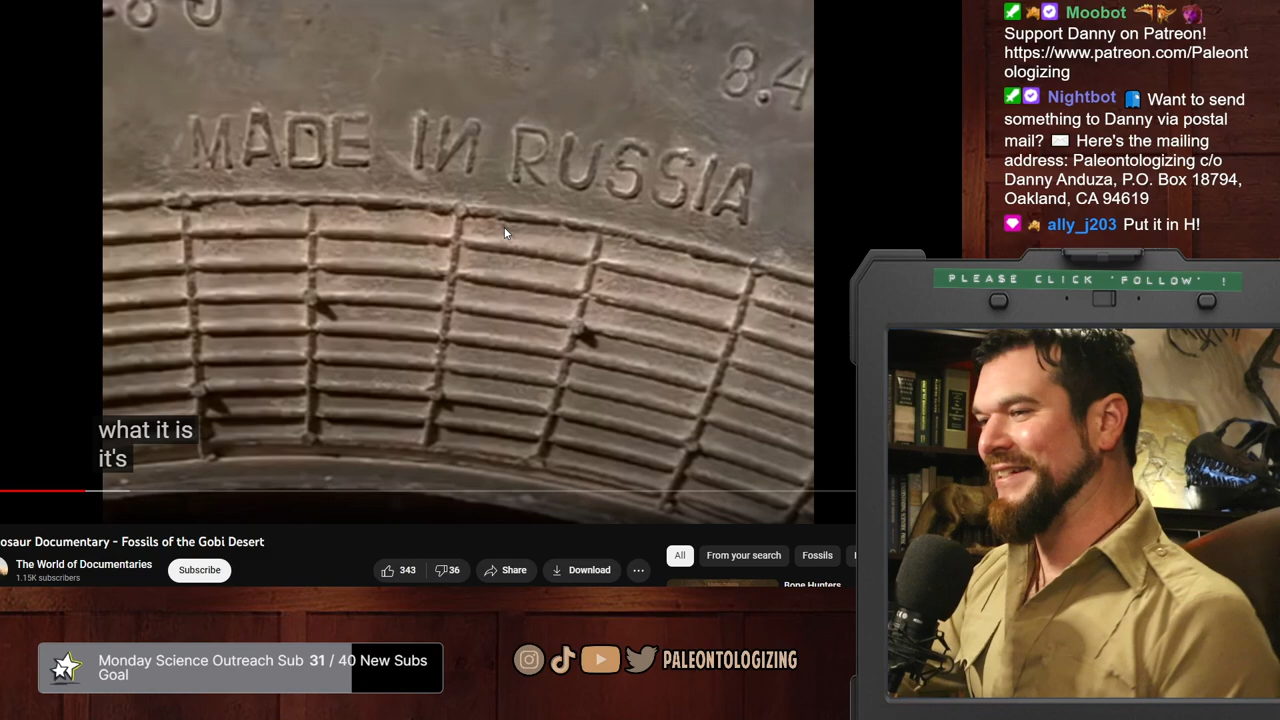 8.4
MADE IN RUSSIA
what it is
it's
osaur Documentary - Fossils of the Gobi Desert
The World of Documentaries
1.15K subscribers
Subscribe
343
36
Share
Download
All
From your search
Fossils
Bone Hunters
Monday Science Outreach Sub 31 / 40 New Subs
Goal
PALEONTOLOGIZING
Moobot
Support Danny on Patreon!
https://www.patreon.com/Paleont
ologizing
Nightbot Want to send
something to Danny via postal
mail? Here's the mailing
address: Paleontologizing c/o
Danny Anduza, P.O. Box 18794,
Oakland, CA 94619
ally_j203 Put it in H!
PLEASE CLICK 'FOLLOW' !